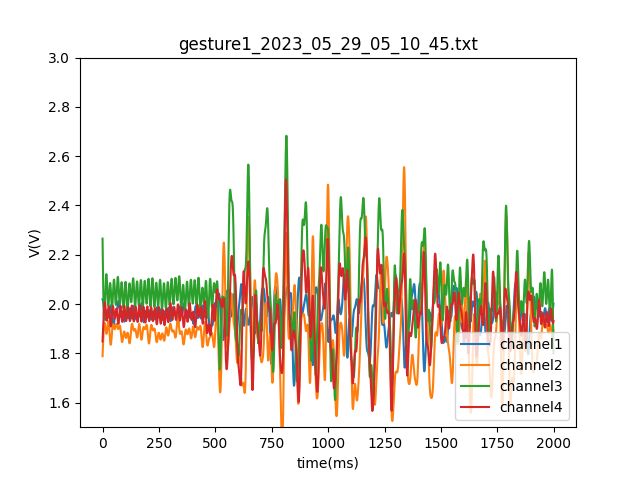 gesture1_2023_05_29_05_10_45.txt
V(V)
3.0
2.8
2.6
2.4
2.2
2.0
1.8
1.6
channel1
channel2
channel3
channel4
0 250 500 750 1000 1250 1500 1750 2000
time(ms)